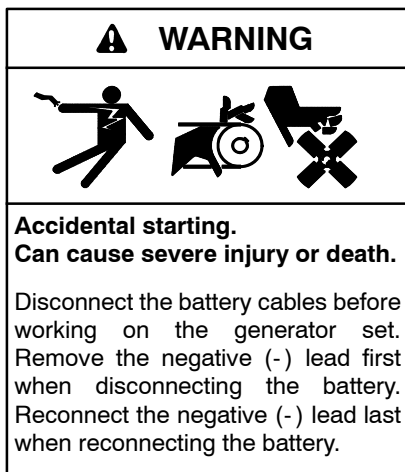 WARNING
Accidental starting.
Can cause severe injury or death.
Disconnect the battery cables before
working on the generator set.
Remove the negative (-) lead first
when disconnecting the battery.
Reconnect the negative (-) lead last
when reconnecting the battery.